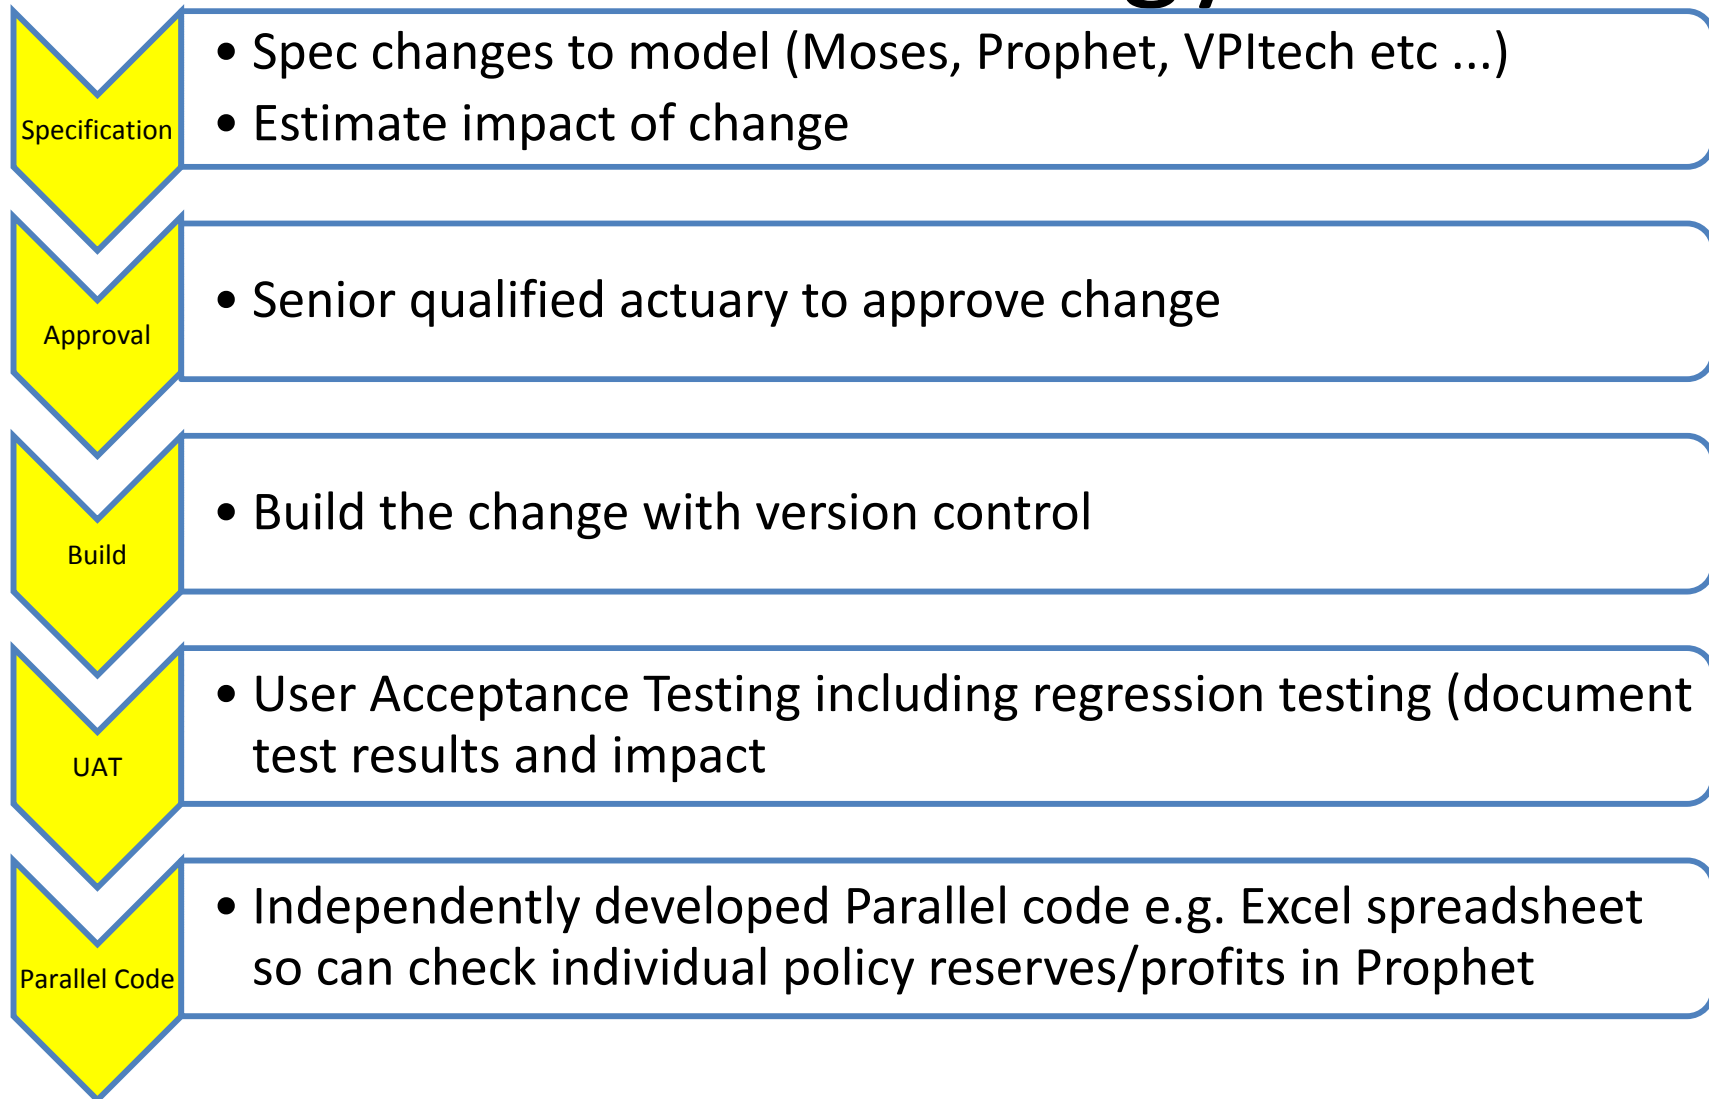 Specification
• Spec changes to model (Moses, Prophet, VPItech etc ...)
• Estimate impact of change
Approval
• Senior qualified actuary to approve change
Build
• Build the change with version control
UAT
• User Acceptance Testing including regression testing (document
test results and impact
Parallel Code
• Independently developed Parallel code e.g. Excel spreadsheet
so can check individual policy reserves/profits in Prophet